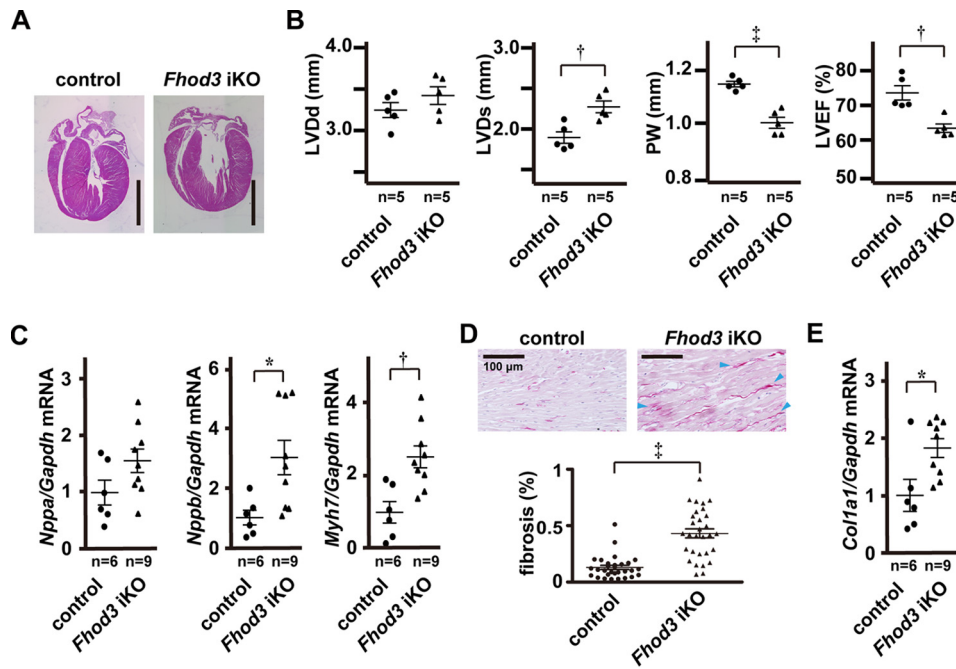 A
control
Fhod3 iKO
B
LVDd (mm)
4.0
3.0
n=5
n=5
control
Fhod3 iKO
LVDs (mm)
3.0
2.0
†
n=5
n=5
control
Fhod3 iKO
PW (mm)
1.2
1.0
0.8
‡
n=5
n=5
control
Fhod3 iKO
LVEF (%)
80
70
60
50
†
n=5
n=5
control
Fhod3 iKO
C
Nppa/Gapdh mRNA
3
2
1
0
n=6
n=9
control
Fhod3 iKO
Nppb/Gapdh mRNA
6
4
2
0
*
n=6
n=9
control
Fhod3 iKO
Myh7/Gapdh mRNA
5
4
3
2
1
0
†
n=6
n=9
control
Fhod3 iKO
D
control
Fhod3 iKO
100 µm
fibrosis (%)
1
0.5
0
‡
control
Fhod3 iKO
E
Col1a1/Gapdh mRNA
3
2
1
0
*
n=6
n=9
control
Fhod3 iKO